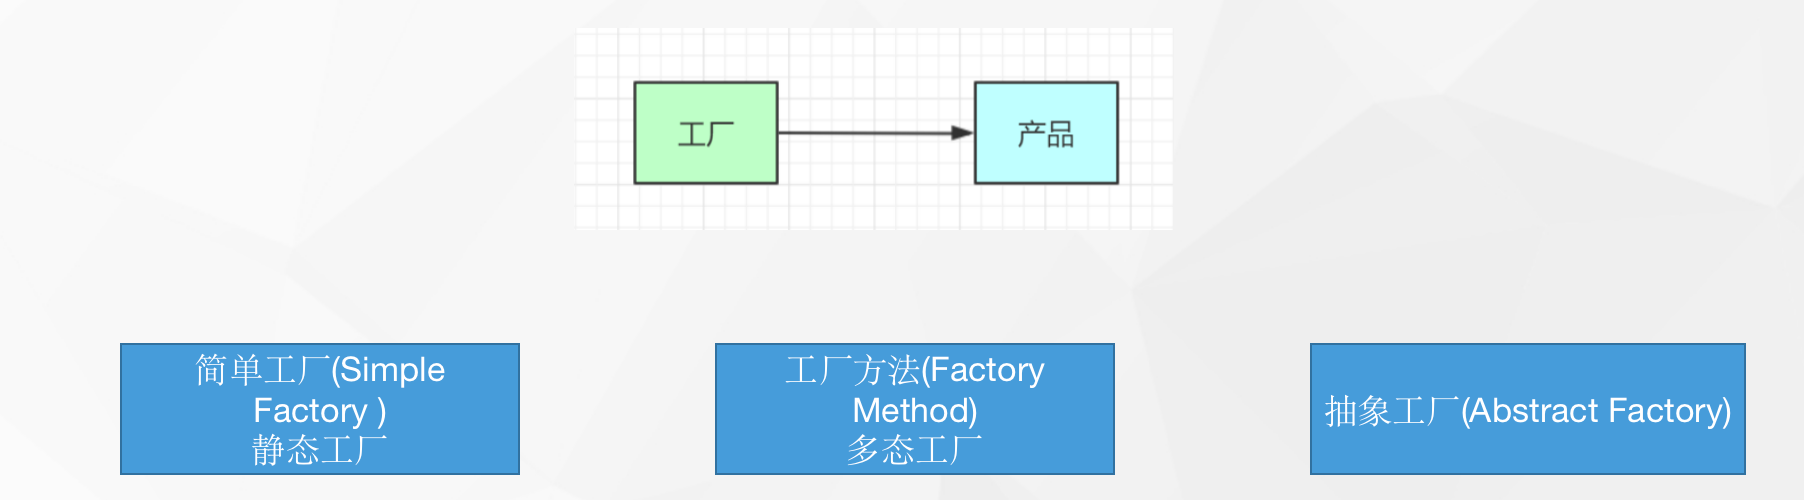 工厂
产品
简单工厂(Simple
Factory )
静态工厂
工厂方法(Factory
Method)
多态工厂
抽象工厂(Abstract Factory)